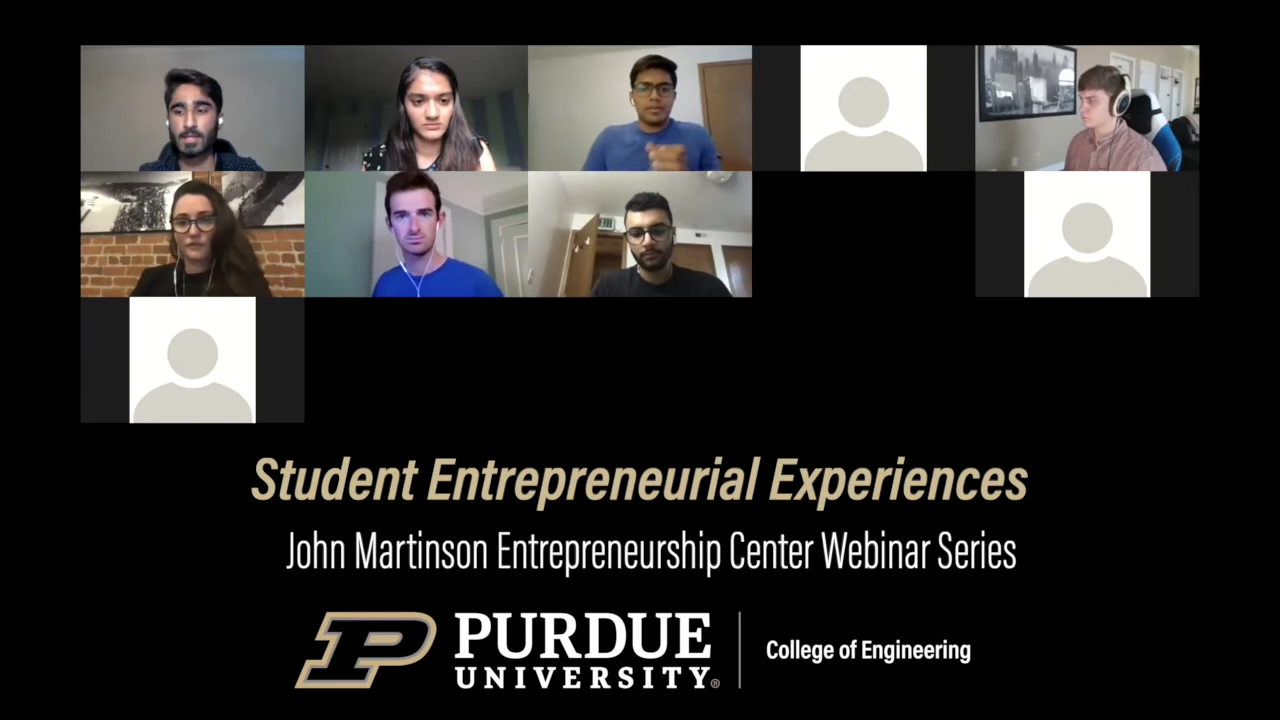 Student Entrepreneurial Experiences
John Martinson Entrepreneurship Center Webinar Series
PURDUE
UNIVERSITY®
College of Engineering